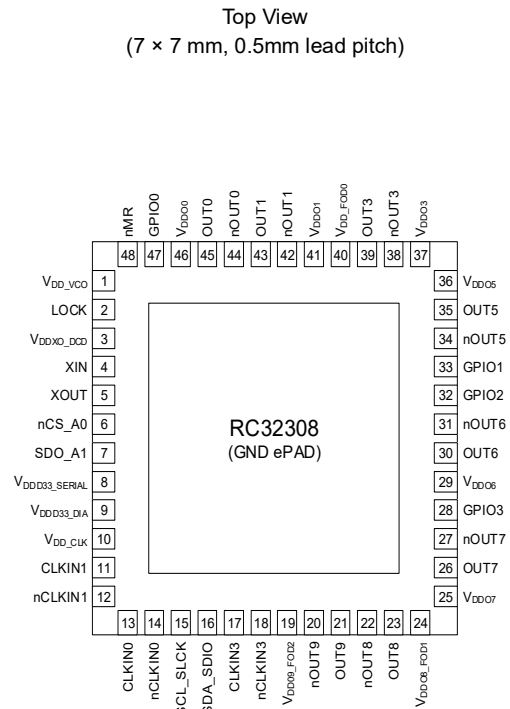 Top View
(7 × 7 mm, 0.5mm lead pitch)
nMR
GPIO0
VDDO0
OUT0
nOUT0
OUT1
nOUT1
VDDO1
VDD_FOD0
OUT3
nOUT3
VDDO3
48 47 46 45 44 43 42 41 40 39 38 37
VDD_VCO 1
LOCK 2
VDDXO_DCD 3
XIN 4
XOUT 5
nCS_A0 6
SDO_A1 7
VDDD33_SERIAL 8
VDDD33_DIA 9
VDD_CLK 10
CLKIN1 11
nCLKIN1 12
RC32308
(GND ePAD)
36 VDDO5
35 OUT5
34 nOUT5
33 GPIO1
32 GPIO2
31 nOUT6
30 OUT6
29 VDDO6
28 GPIO3
27 nOUT7
26 OUT7
25 VDDO7
13 14 15 16 17 18 19 20 21 22 23 24
CLKIN0
nCLKIN0
SCL_SLCK
SDA_SDIO
CLKIN3
nCLKIN3
VDDO9_FOD2
nOUT9
OUT9
nOUT8
OUT8
VDDO8_FOD1